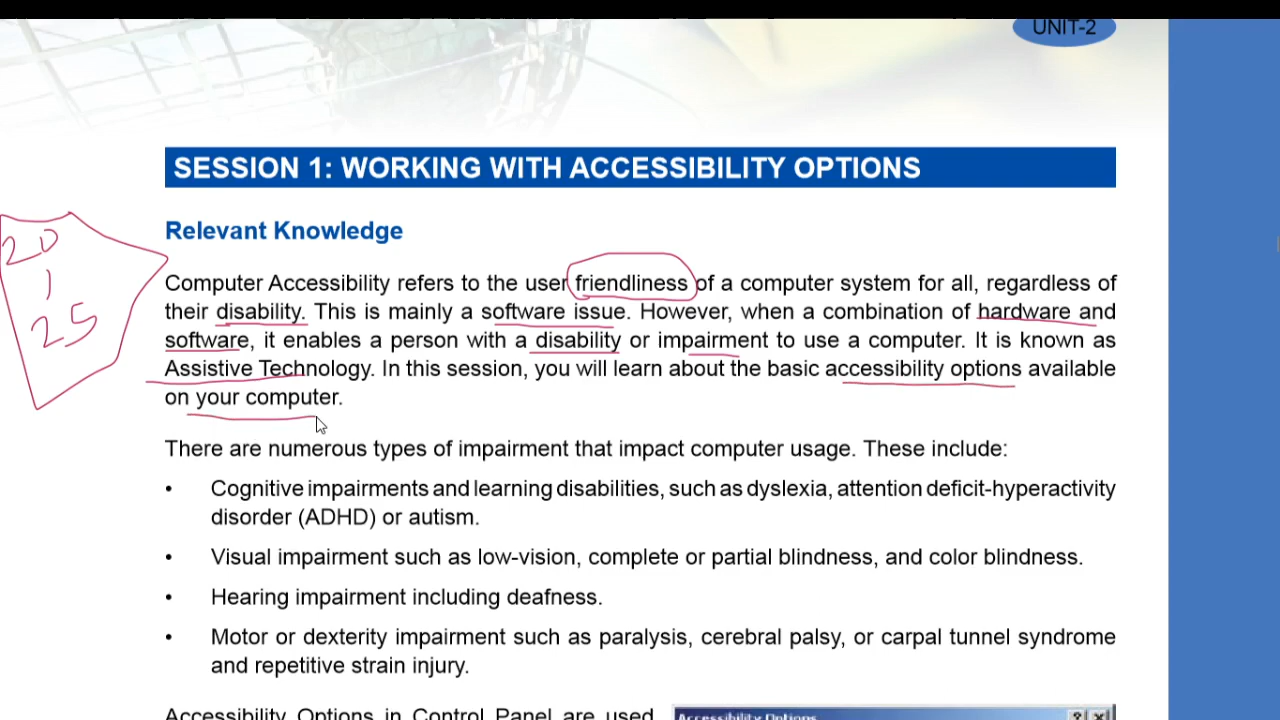 UNIT-2
SESSION 1: WORKING WITH ACCESSIBILITY OPTIONS
Relevant Knowledge
20
1
25
Computer Accessibility refers to the user friendliness of a computer system for all, regardless of
their disability. This is mainly a software issue. However, when a combination of hardware and
software, it enables a person with a disability or impairment to use a computer. It is known as
Assistive Technology. In this session, you will learn about the basic accessibility options available
on your computer.
There are numerous types of impairment that impact computer usage. These include:
• Cognitive impairments and learning disabilities, such as dyslexia, attention deficit-hyperactivity
disorder (ADHD) or autism.
• Visual impairment such as low-vision, complete or partial blindness, and color blindness.
• Hearing impairment including deafness.
• Motor or dexterity impairment such as paralysis, cerebral palsy, or carpal tunnel syndrome
and repetitive strain injury.
Accessibility Options in Control Panel are used
Accessibility Options